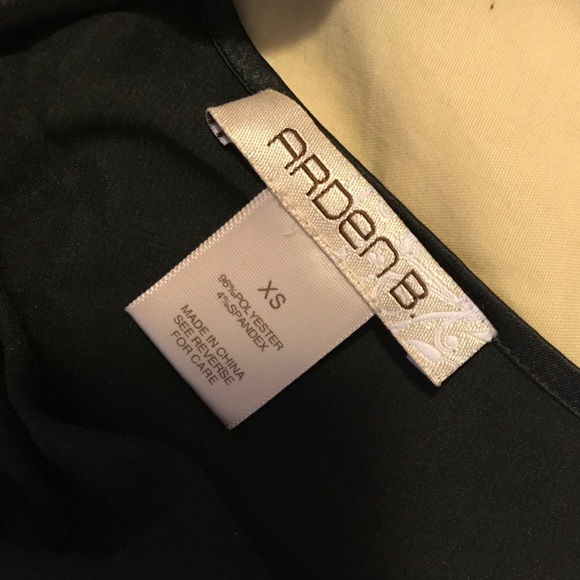 ARDEN B.
XS
96%POLYESTER
4%SPANDEX
MADE IN CHINA
SEE REVERSE
FOR CARE